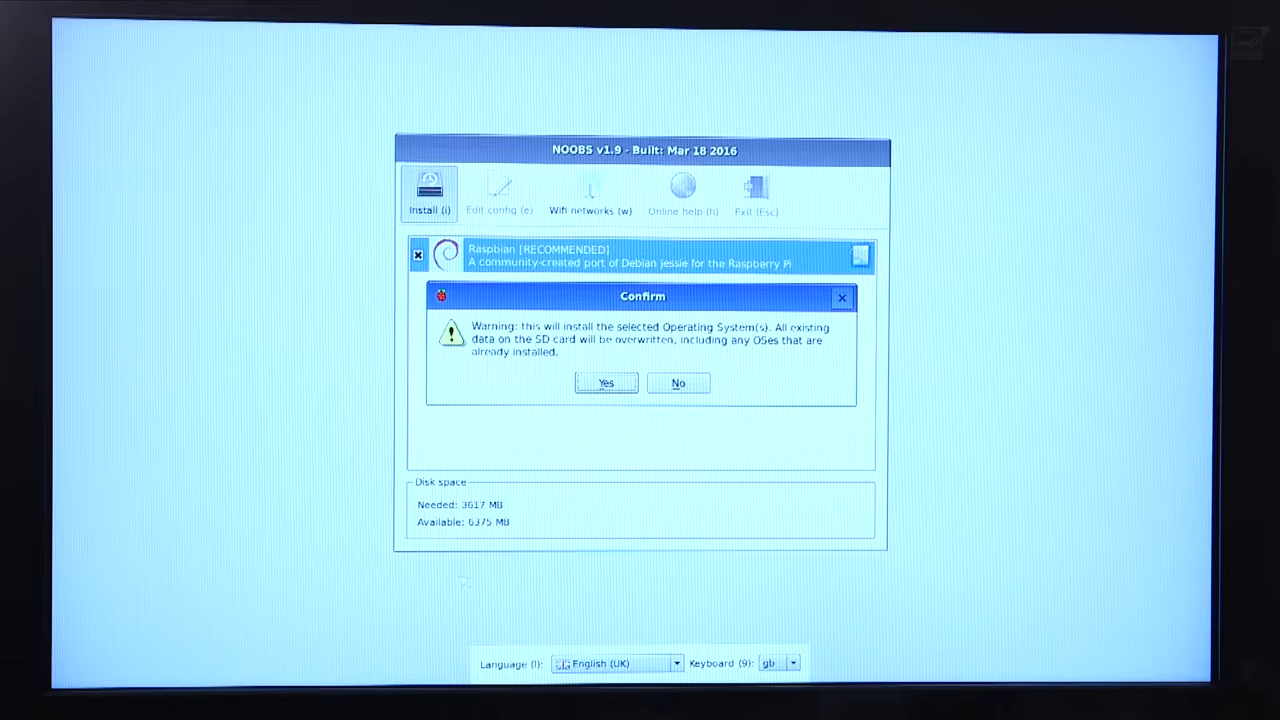 NOOBS v1.9 - Built: Mar 18 2016
Install (i) Edit config (e) Wifi networks (w) Online help (h) Exit (Esc)
Raspbian [RECOMMENDED]
A community-created port of Debian jessie for the Raspberry Pi
Confirm
Warning: this will install the selected Operating System(s). All existing
data on the SD card will be overwritten, including any OSes that are
already installed.
Yes No
Disk space
Needed: 3617 MB
Available: 6375 MB
Language (l): English (UK) Keyboard (9): gb